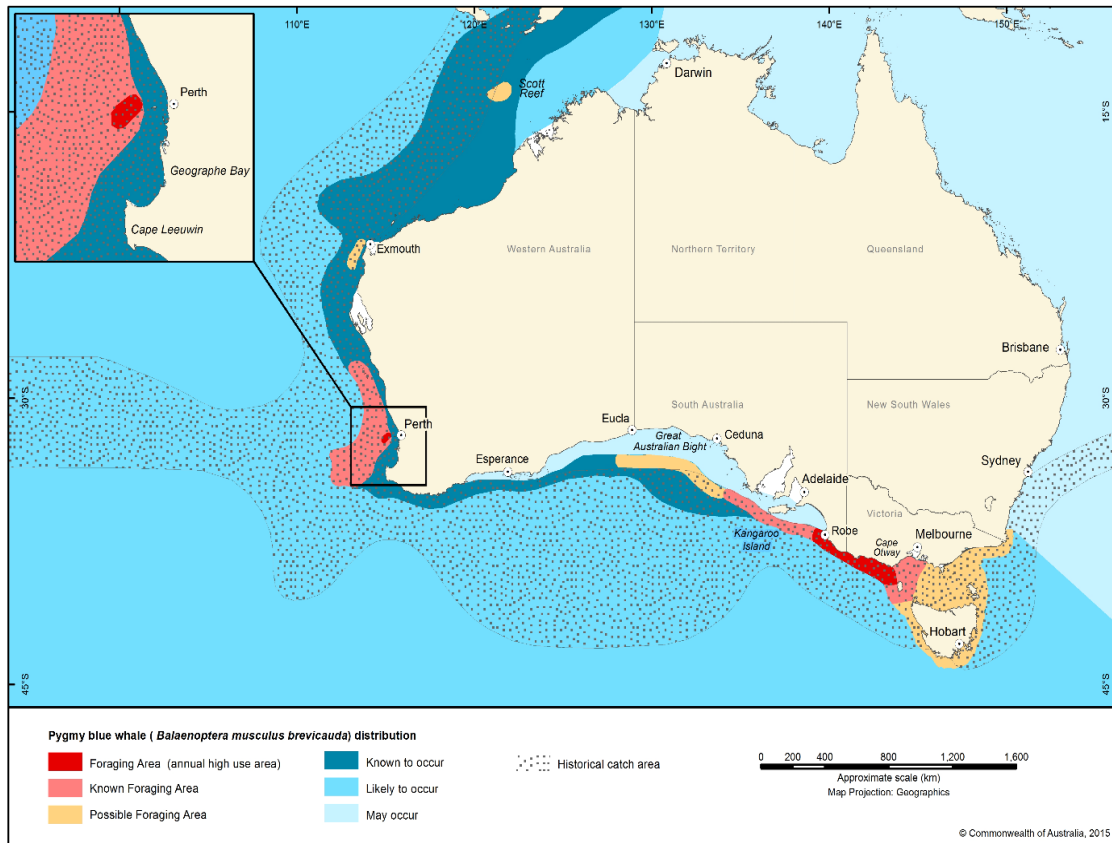 110°E
120°E
130°E
140°E
150°E
Perth
Geographe Bay
Cape Leeuwin
Scott
Reef
Darwin
15°S
Exmouth
Western Australia
Northern Territory
Queensland
Brisbane
30°S
30°S
South Australia
New South Wales
Perth
Eucla
Great
Australian Bight
Ceduna
Esperance
Sydney
Adelaide
Victoria
Kangaroo
Island
Robe
Cape
Otway
Melbourne
Hobart
45°S
45°S
Pygmy blue whale ( Balaenoptera musculus brevicauda) distribution
Foraging Area (annual high use area)
Known Foraging Area
Possible Foraging Area
Known to occur
Likely to occur
May occur
Historical catch area
0 200 400 800 1,200 1,600
Approximate scale (km)
Map Projection: Geographics
© Commonwealth of Australia, 2015